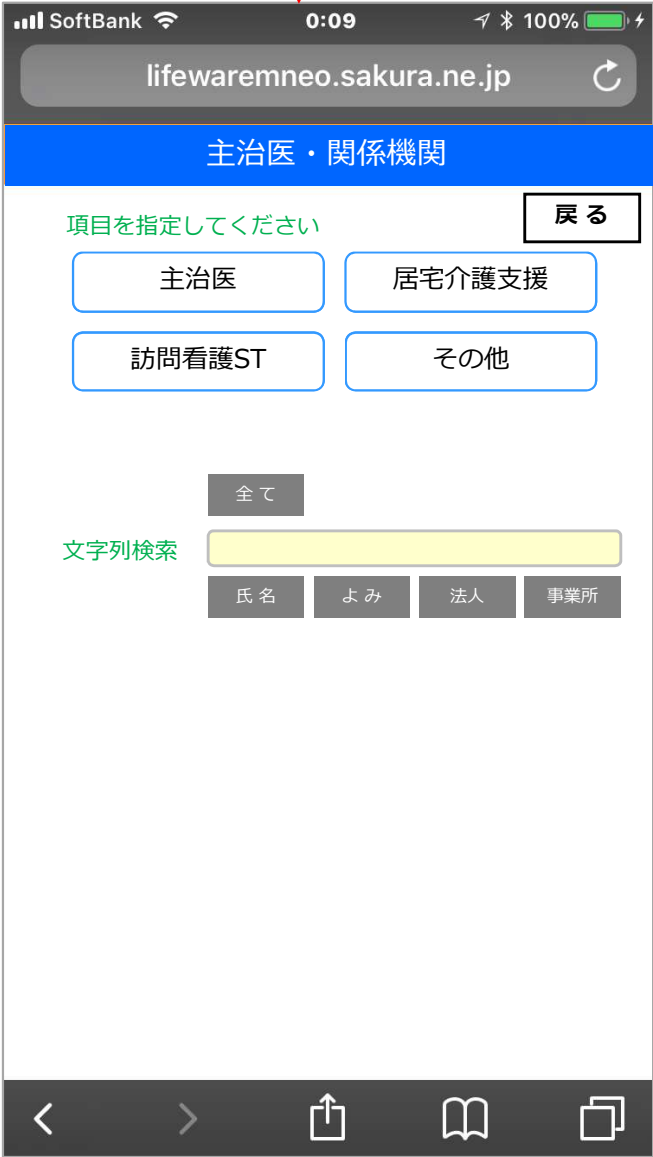 SoftBank 0:09 100%
lifewaremneo.sakura.ne.jp
主治医・関係機関
戻る
項目を指定してください
主治医 居宅介護支援
訪問看護ST その他
全て
文字列検索
氏名 よみ 法人 事業所